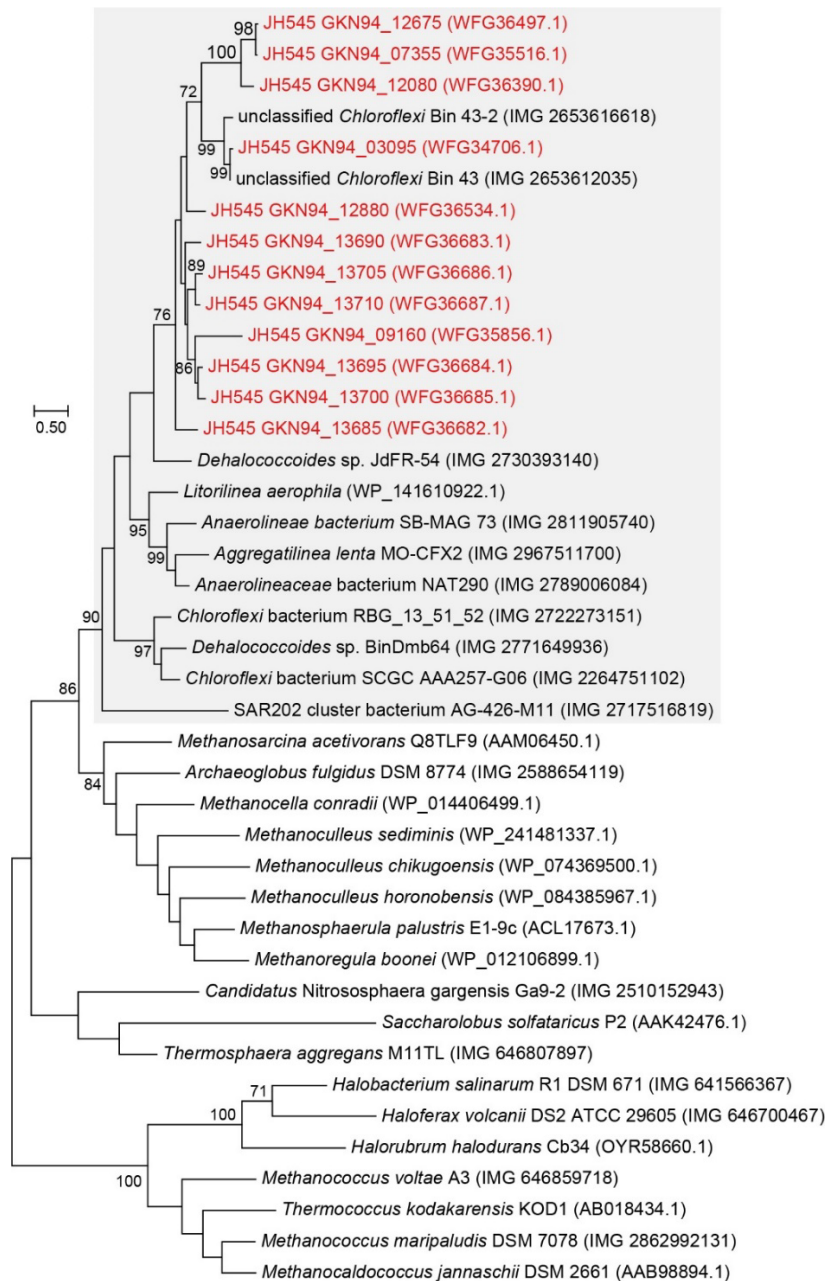 98
JH545 GKN94_12675 (WFG36497.1)
100
JH545 GKN94_07355 (WFG35516.1)
72
JH545 GKN94_12080 (WFG36390.1)
unclassified Chloroflexi Bin 43-2 (IMG 2653616618)
99
JH545 GKN94_03095 (WFG34706.1)
99
unclassified Chloroflexi Bin 43 (IMG 2653612035)
JH545 GKN94_12880 (WFG36534.1)
JH545 GKN94_13690 (WFG36683.1)
89
JH545 GKN94_13705 (WFG36686.1)
JH545 GKN94_13710 (WFG36687.1)
76
JH545 GKN94_09160 (WFG35856.1)
86
JH545 GKN94_13695 (WFG36684.1)
JH545 GKN94_13700 (WFG36685.1)
0.50
JH545 GKN94_13685 (WFG36682.1)
Dehalococcoides sp. JdFR-54 (IMG 2730393140)
Litorilinea aerophila (WP_141610922.1)
95
Anaerolineae bacterium SB-MAG 73 (IMG 2811905740)
99
Aggregatilinea lenta MO-CFX2 (IMG 2967511700)
Anaerolineaceae bacterium NAT290 (IMG 2789006084)
90
Chloroflexi bacterium RBG_13_51_52 (IMG 2722273151)
97
Dehalococcoides sp. BinDmb64 (IMG 2771649936)
Chloroflexi bacterium SCGC AAA257-G06 (IMG 2264751102)
86
SAR202 cluster bacterium AG-426-M11 (IMG 2717516819)
Methanosarcina acetivorans Q8TLF9 (AAM06450.1)
84
Archaeoglobus fulgidus DSM 8774 (IMG 2588654119)
Methanocella conradii (WP_014406499.1)
Methanoculleus sediminis (WP_241481337.1)
Methanoculleus chikugoensis (WP_074369500.1)
Methanoculleus horonobensis (WP_084385967.1)
Methanosphaerula palustris E1-9c (ACL17673.1)
Methanoregula boonei (WP_012106899.1)
Candidatus Nitrososphaera gargensis Ga9-2 (IMG 2510152943)
Saccharolobus solfataricus P2 (AAK42476.1)
Thermosphaera aggregans M11TL (IMG 646807897)
71
Halobacterium salinarum R1 DSM 671 (IMG 641566367)
100
Haloferax volcanii DS2 ATCC 29605 (IMG 646700467)
Halorubrum halodurans Cb34 (OYR58660.1)
100
Methanococcus voltae A3 (IMG 646859718)
Thermococcus kodakarensis KOD1 (AB018434.1)
Methanococcus maripaludis DSM 7078 (IMG 2862992131)
Methanocaldococcus jannaschii DSM 2661 (AAB98894.1)